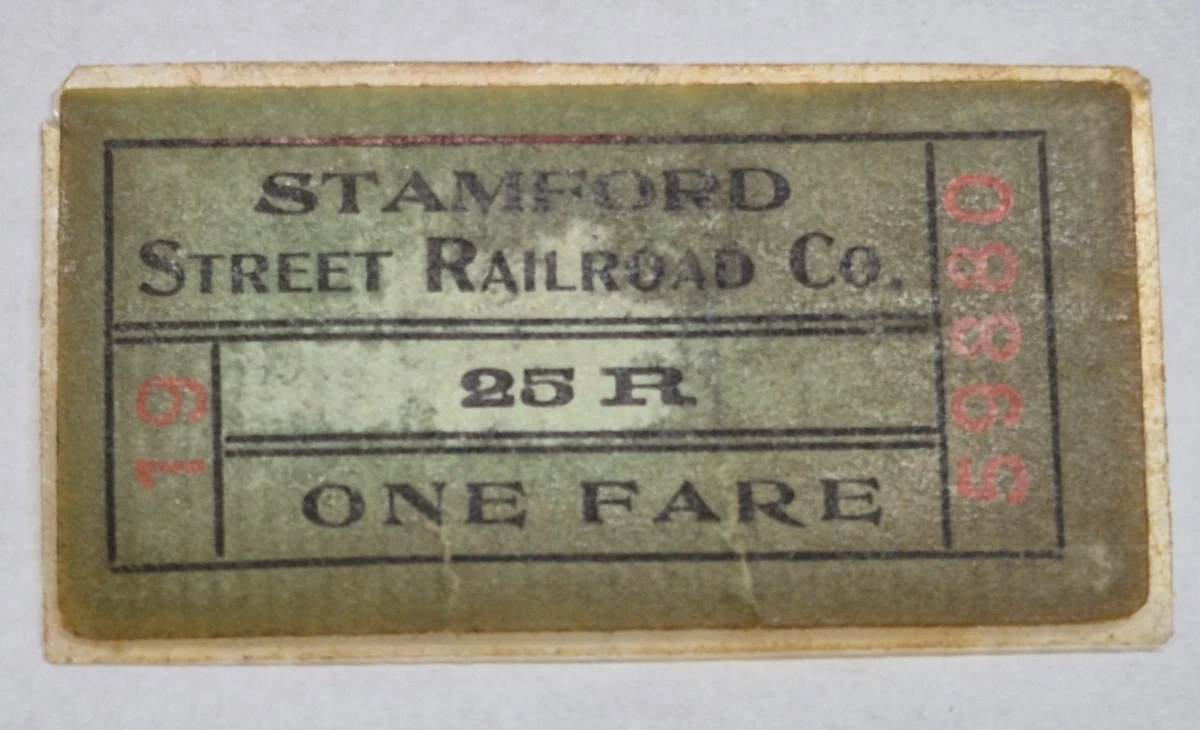 STAMFORD
STREET RAILROAD CO.
25 R
ONE FARE
19
59880